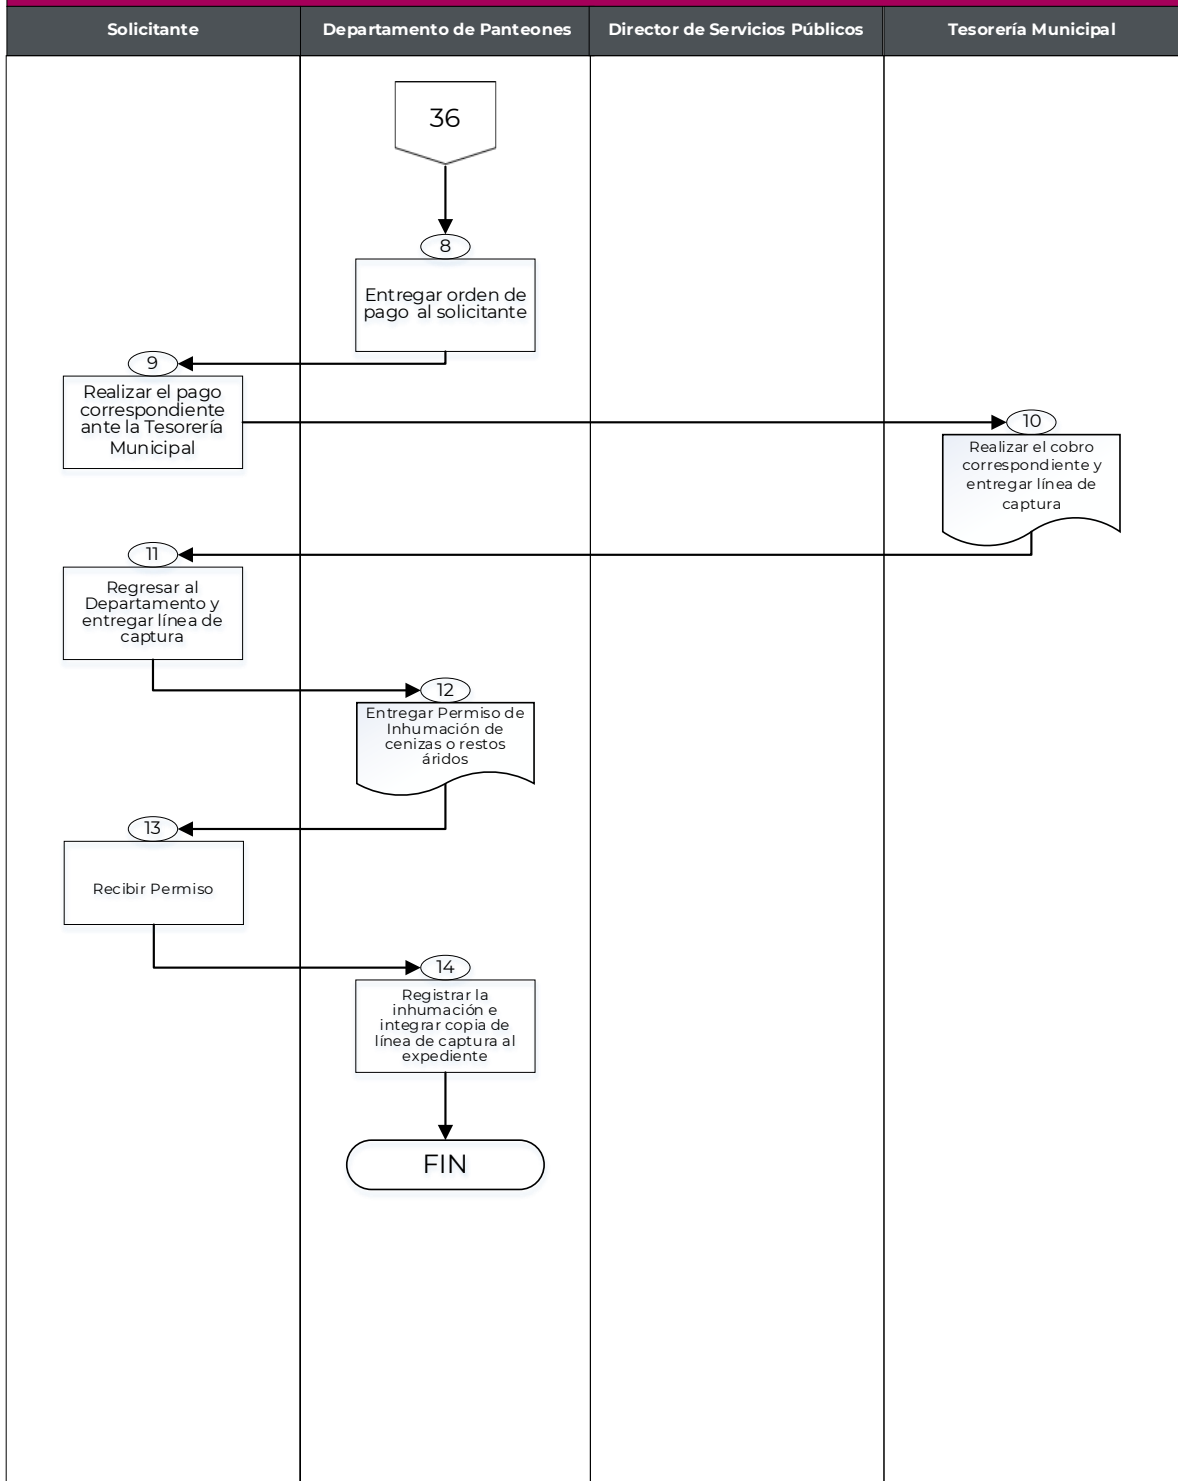 Solicitante
Departamento de Panteones
Director de Servicios Públicos
Tesorería Municipal
36
8
Entregar orden de
pago al solicitante
9
Realizar el pago
correspondiente
ante la Tesorería
Municipal
10
Realizar el cobro
correspondiente y
entregar línea de
captura
11
Regresar al
Departamento y
entregar línea de
captura
12
Entregar Permiso de
Inhumación de
cenizas o restos
áridos
13
Recibir Permiso
14
Registrar la
inhumación e
integrar copia de
línea de captura al
expediente
FIN